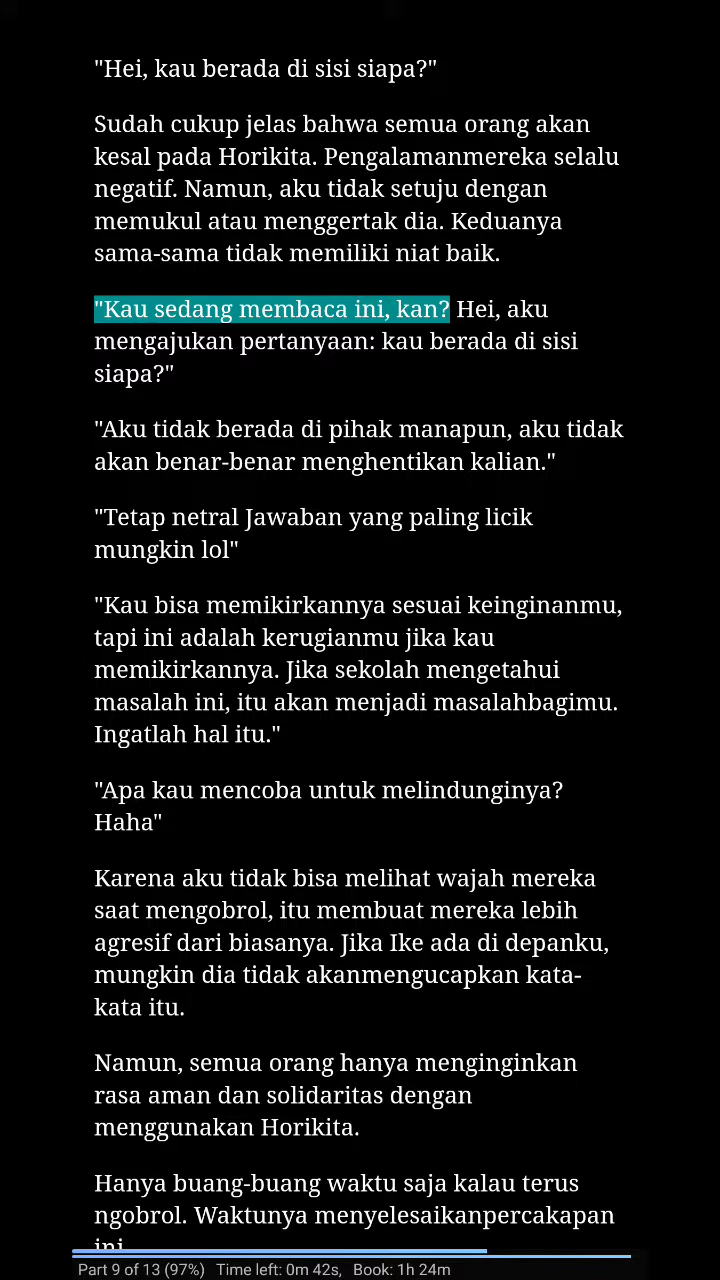 "Hei, kau berada di sisi siapa?"
Sudah cukup jelas bahwa semua orang akan
kesal pada Horikita. Pengalamanmereka selalu
negatif. Namun, aku tidak setuju dengan
memukul atau menggertak dia. Keduanya
sama-sama tidak memiliki niat baik.
"Kau sedang membaca ini, kan? Hei, aku
mengajukan pertanyaan: kau berada di sisi
siapa?"
"Aku tidak berada di pihak manapun, aku tidak
akan benar-benar menghentikan kalian."
"Tetap netral Jawaban yang paling licik
mungkin lol"
"Kau bisa memikirkannya sesuai keinginanmu,
tapi ini adalah kerugianmu jika kau
memikirkannya. Jika sekolah mengetahui
masalah ini, itu akan menjadi masalahbagimu.
Ingatlah hal itu."
"Apa kau mencoba untuk melindunginya?
Haha"
Karena aku tidak bisa melihat wajah mereka
saat mengobrol, itu membuat mereka lebih
agresif dari biasanya. Jika Ike ada di depanku,
mungkin dia tidak akanmengucapkan kata-
kata itu.
Namun, semua orang hanya menginginkan
rasa aman dan solidaritas dengan
menggunakan Horikita.
Hanya buang-buang waktu saja kalau terus
ngobrol. Waktunya menyelesaikanpercakapan
ini.
Part 9 of 13 (97%) Time left: 0m 42s, Book: 1h 24m